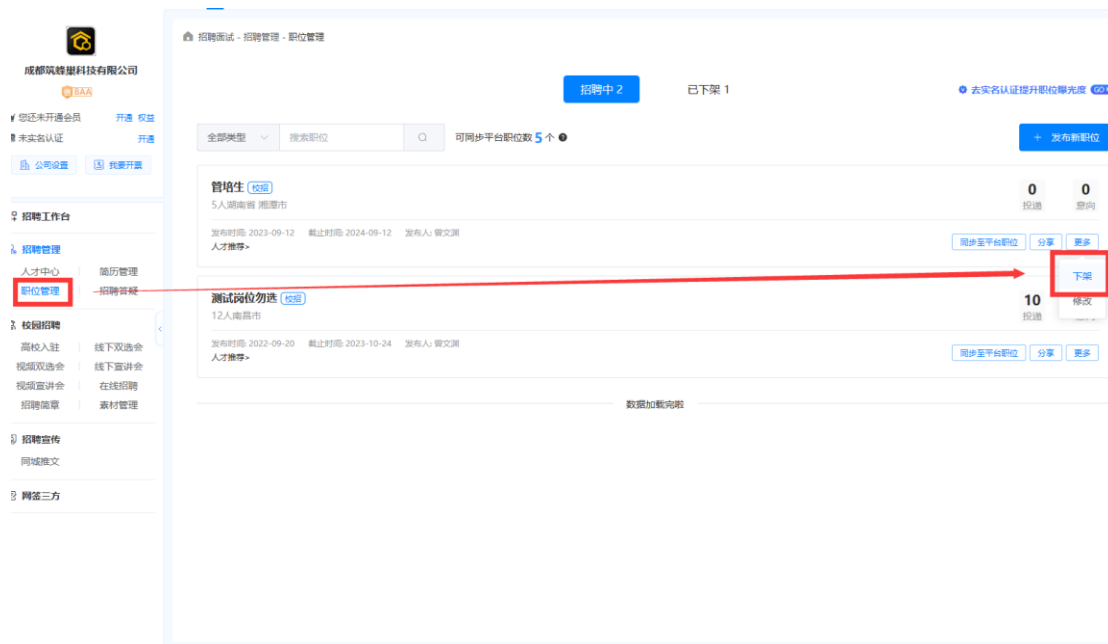 成都筑蜂巢科技有限公司
BAA
您还未开通会员 开通 权益
未实名认证 开通
公司设置 我要开票
招聘工作台
招聘管理
人才中心 简历管理
职位管理 招聘答疑
校园招聘
高校入驻 线下双选会
视频双选会 线下宣讲会
视频宣讲会 在线招聘
招聘简章 素材管理
招聘宣传
同城推文
网签三方
招聘面试 - 招聘管理 - 职位管理
招聘中 2 已下架 1 去实名认证提升职位曝光度 GO
全部类型 搜索职位 可同步平台职位数 5 个 + 发布新职位
管培生 校招 0 0
5人湖南省 湘潭市 投递 意向
发布时间: 2023-09-12 截止时间: 2024-09-12 发布人: 曾文渊
人才推荐> 同步至平台职位 分享 更多
下架
修改
测试岗位勿选 校招 10
12人南昌市 投递
发布时间: 2022-09-20 截止时间: 2023-10-24 发布人: 曾文渊
人才推荐> 同步至平台职位 分享 更多
数据加载完啦